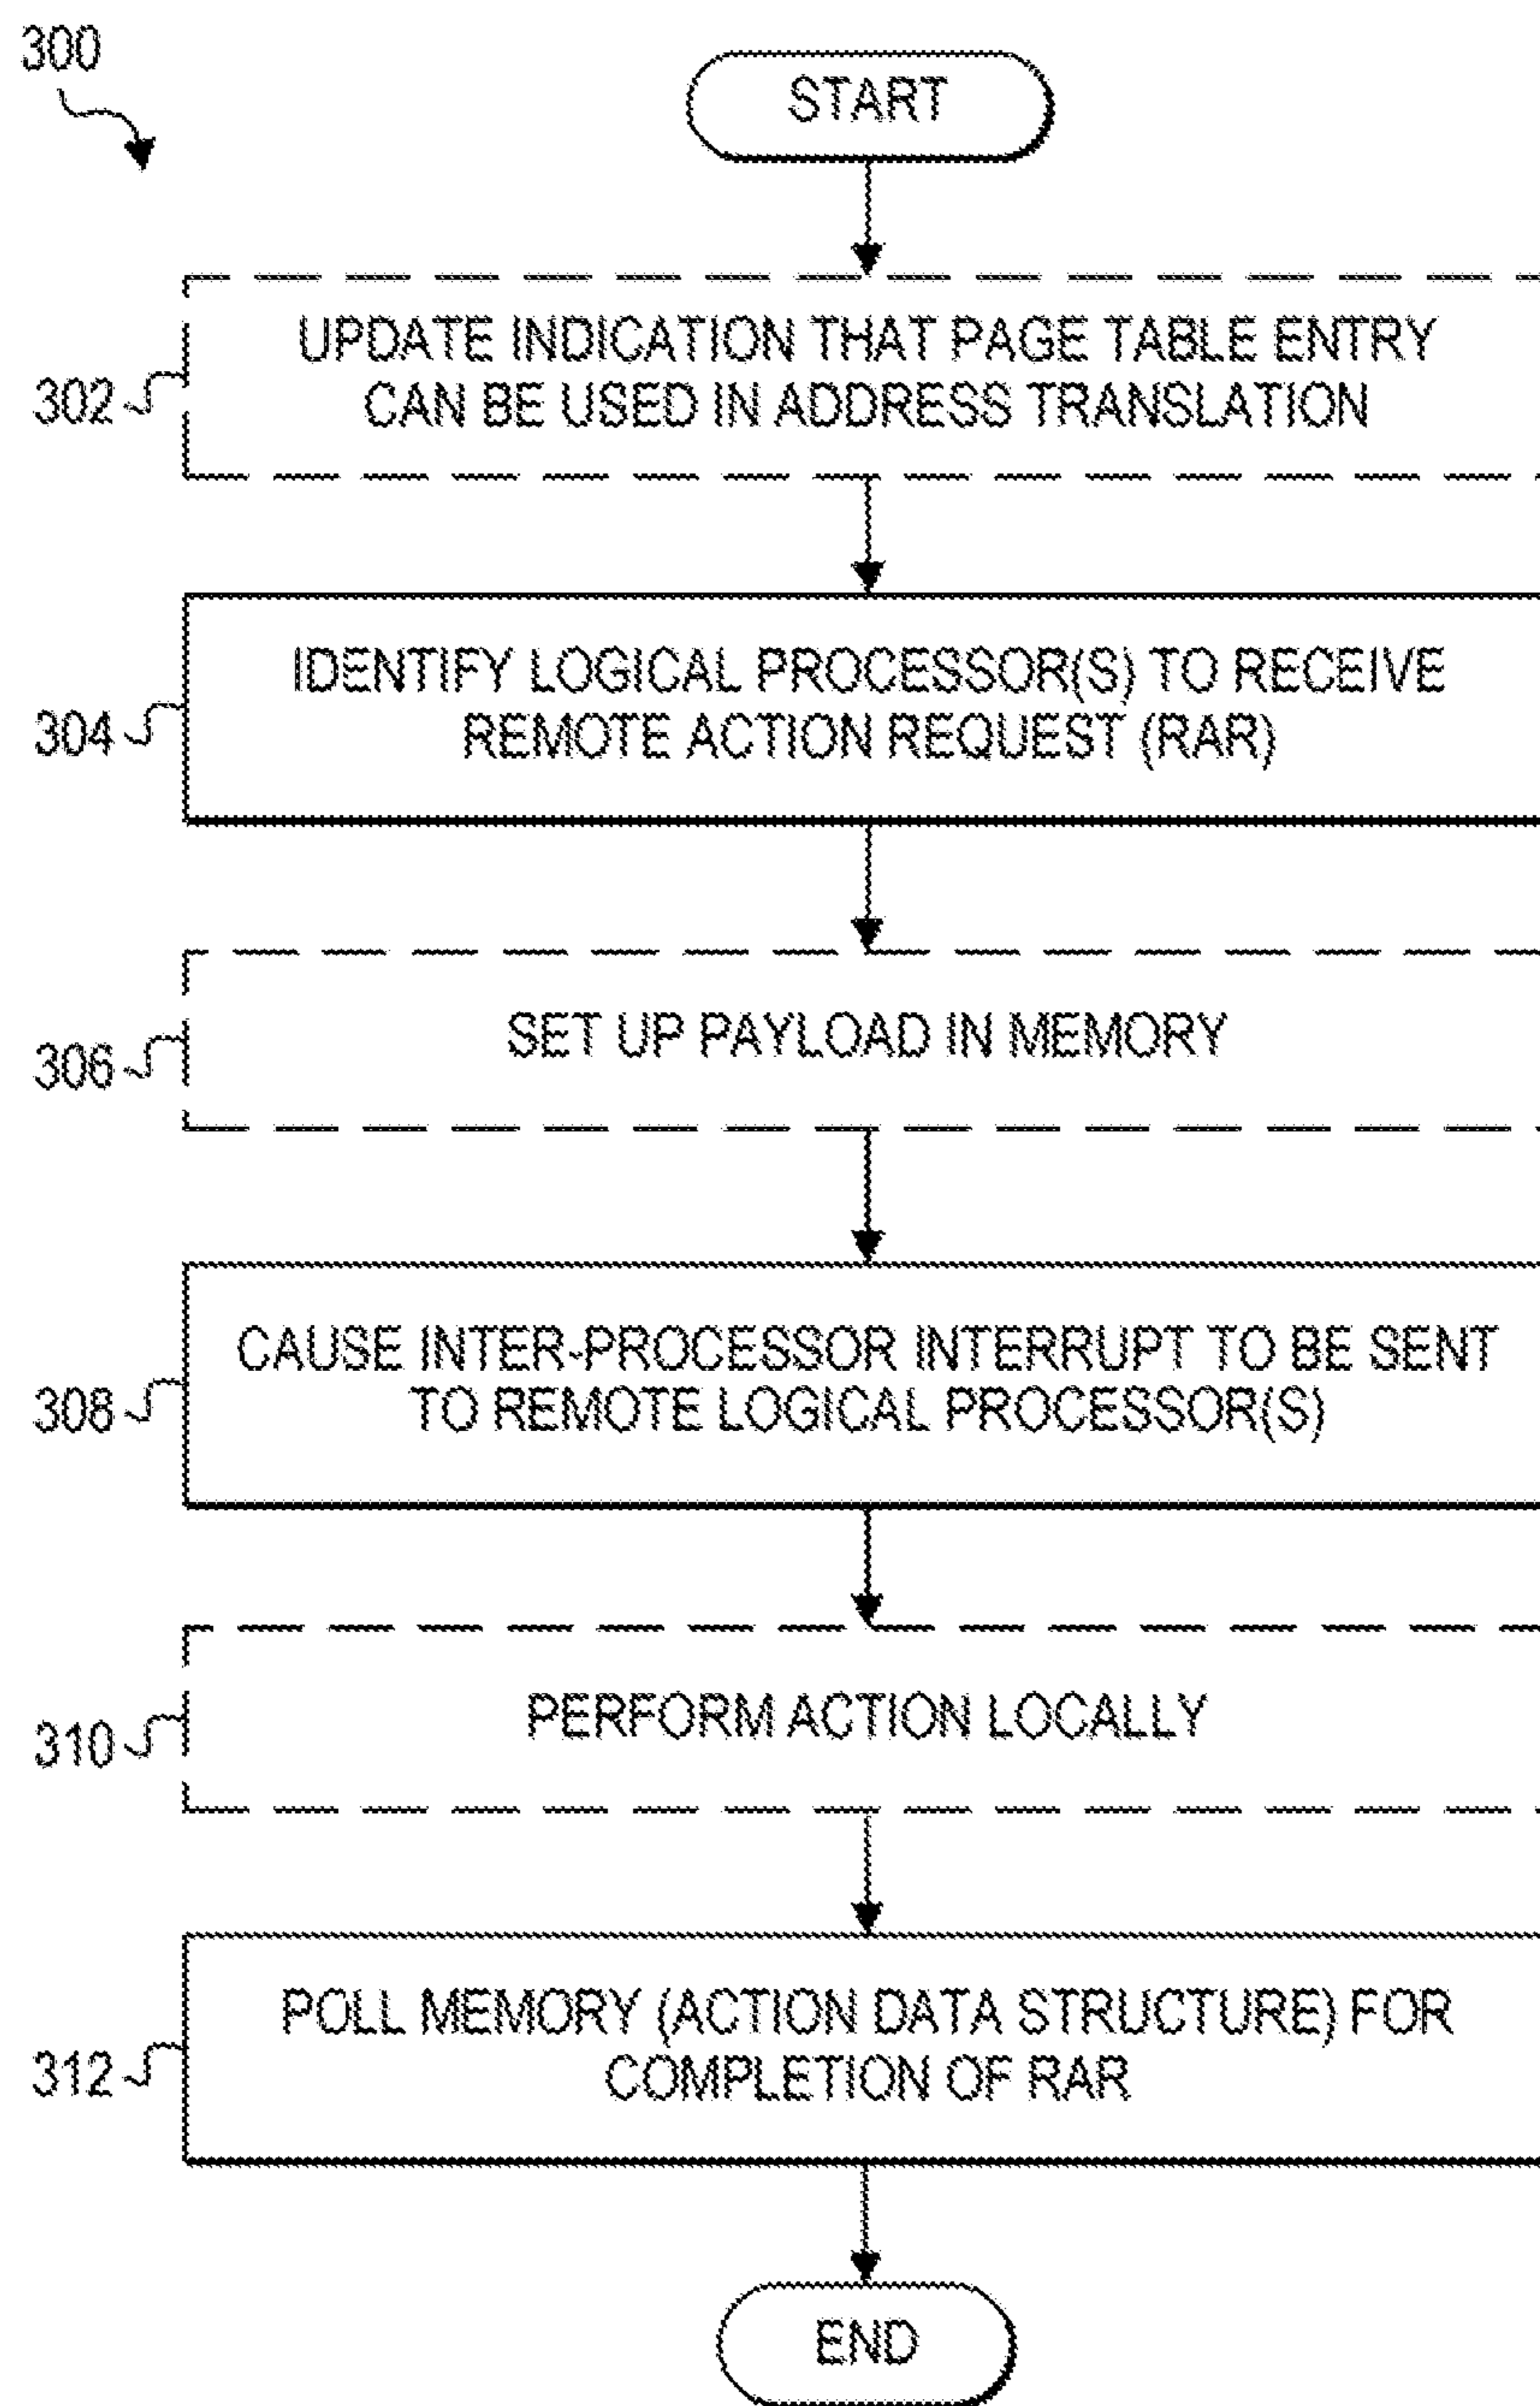 300
START
302
UPDATE INDICATION THAT PAGE TABLE ENTRY
CAN BE USED IN ADDRESS TRANSLATION
304
IDENTIFY LOGICAL PROCESSOR(S) TO RECEIVE
REMOTE ACTION REQUEST (RAR)
306
SET UP PAYLOAD IN MEMORY
308
CAUSE INTER-PROCESSOR INTERRUPT TO BE SENT
TO REMOTE LOGICAL PROCESSOR(S)
310
PERFORM ACTION LOCALLY
312
POLL MEMORY (ACTION DATA STRUCTURE) FOR
COMPLETION OF RAR
END